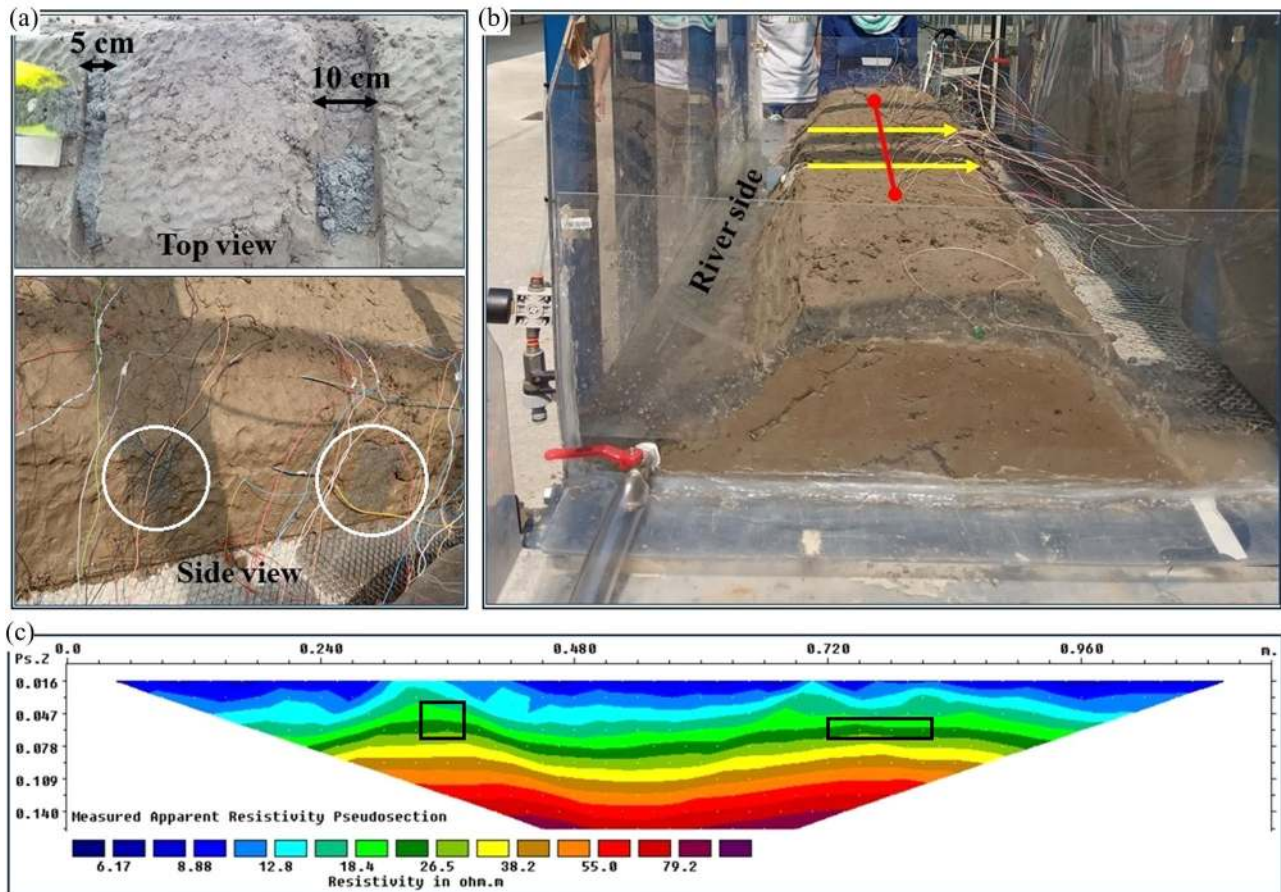 (a)
5 cm
10 cm
Top view
Side view
(b)
River side
(c)
0.0 0.240 0.480 0.720 0.960 m.
Ps.Z
0.016
0.047
0.078
0.109
0.140
Measured Apparent Resistivity Pseudosection
6.17 8.88 12.8 18.4 26.5 38.2 55.0 79.2
Resistivity in ohm.m